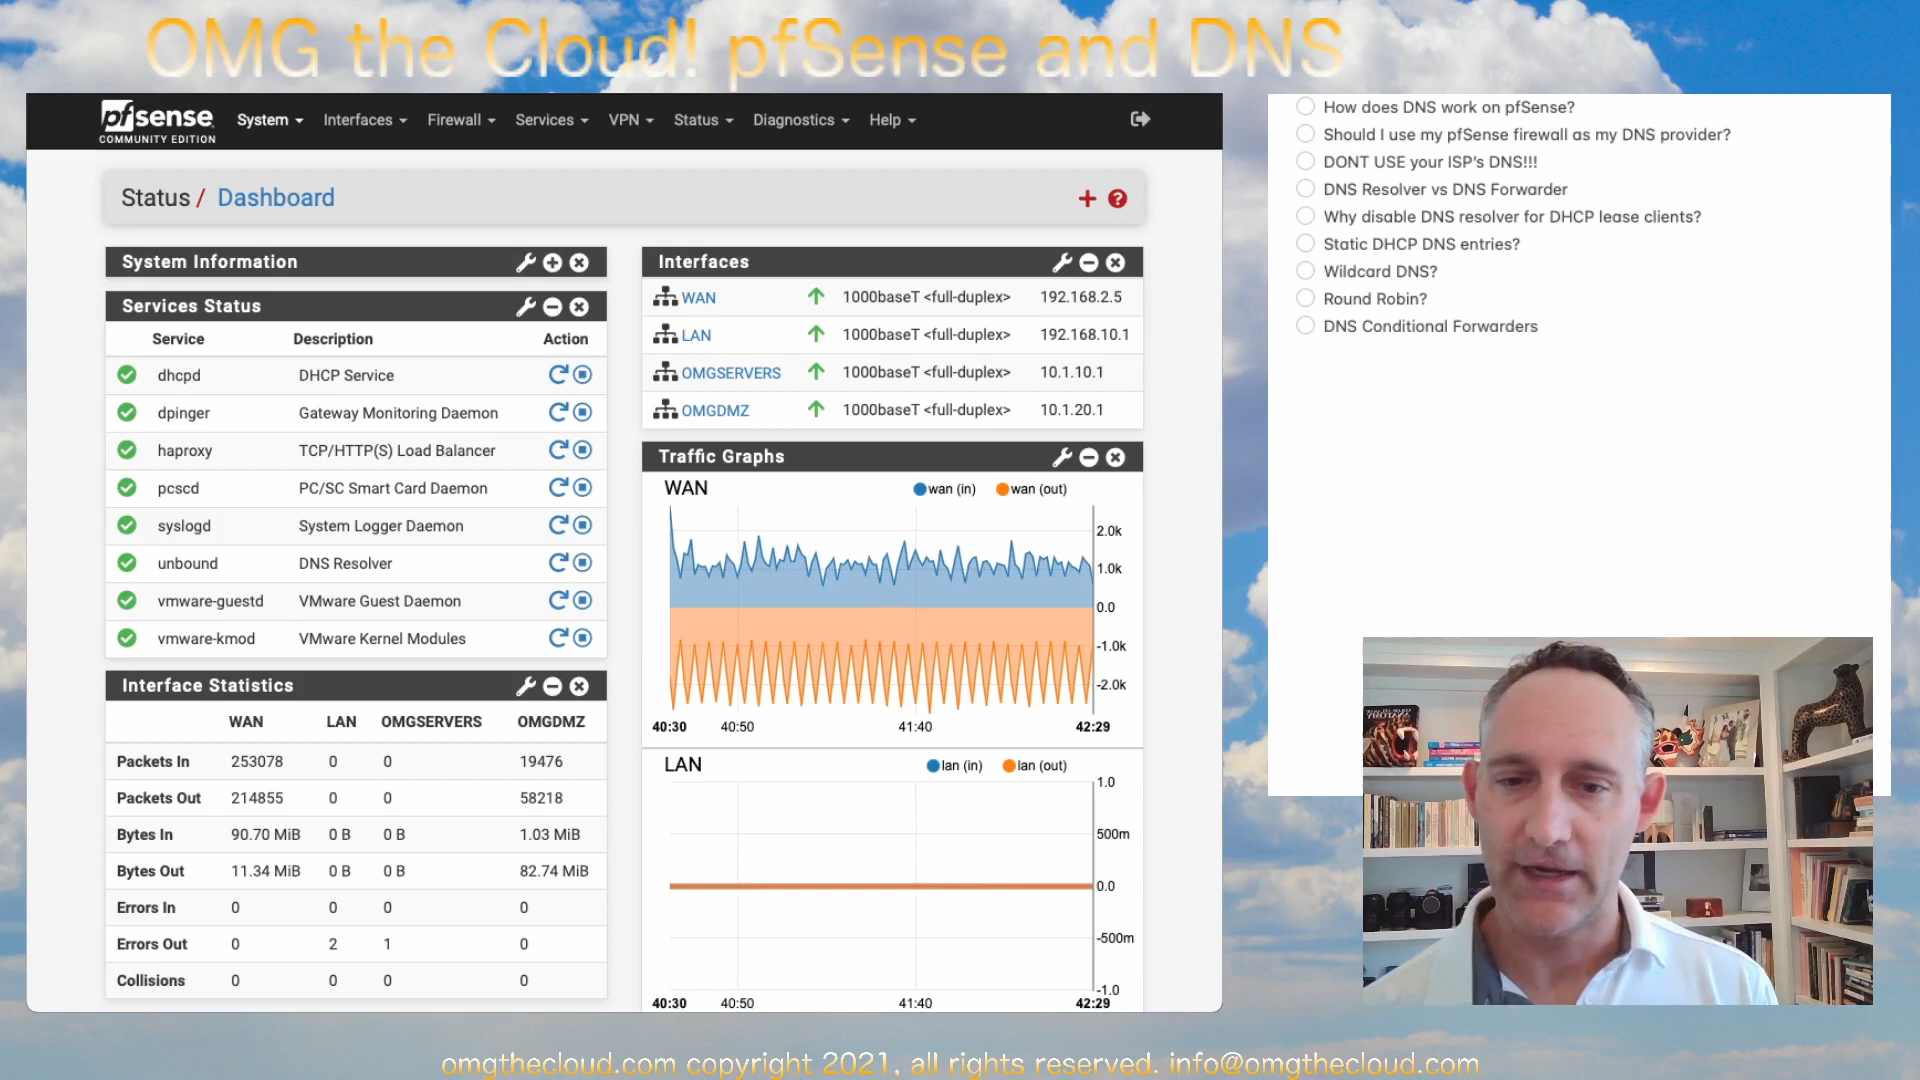 OMG the Cloud! pfSense and DNS
pfsense
COMMUNITY EDITION
System
Interfaces
Firewall
Services
VPN
Status
Diagnostics
Help
Status / Dashboard
System Information
Services Status
Service Description Action
dhcpd DHCP Service
dpinger Gateway Monitoring Daemon
haproxy TCP/HTTP(S) Load Balancer
pcscd PC/SC Smart Card Daemon
syslogd System Logger Daemon
unbound DNS Resolver
vmware-guestd VMware Guest Daemon
vmware-kmod VMware Kernel Modules
Interface Statistics
WAN LAN OMGSERVERS OMGDMZ
Packets In 253078 0 0 19476
Packets Out 214855 0 0 58218
Bytes In 90.70 MiB 0 B 0 B 1.03 MiB
Bytes Out 11.34 MiB 0 B 0 B 82.74 MiB
Errors In 0 0 0 0
Errors Out 0 2 1 0
Collisions 0 0 0 0
Interfaces
WAN 1000baseT <full-duplex> 192.168.2.5
LAN 1000baseT <full-duplex> 192.168.10.1
OMGSERVERS 1000baseT <full-duplex> 10.1.10.1
OMGDMZ 1000baseT <full-duplex> 10.1.20.1
Traffic Graphs
WAN wan (in) wan (out)
2.0k
1.0k
0.0
-1.0k
-2.0k
40:30 40:50 41:40 42:29
LAN lan (in) lan (out)
1.0
500m
0.0
-500m
-1.0
40:30 40:50 41:40 42:29
How does DNS work on pfSense?
Should I use my pfSense firewall as my DNS provider?
DONT USE your ISP's DNS!!!
DNS Resolver vs DNS Forwarder
Why disable DNS resolver for DHCP lease clients?
Static DHCP DNS entries?
Wildcard DNS?
Round Robin?
DNS Conditional Forwarders
omgthecloud.com copyright 2021, all rights reserved. info@omgthecloud.com